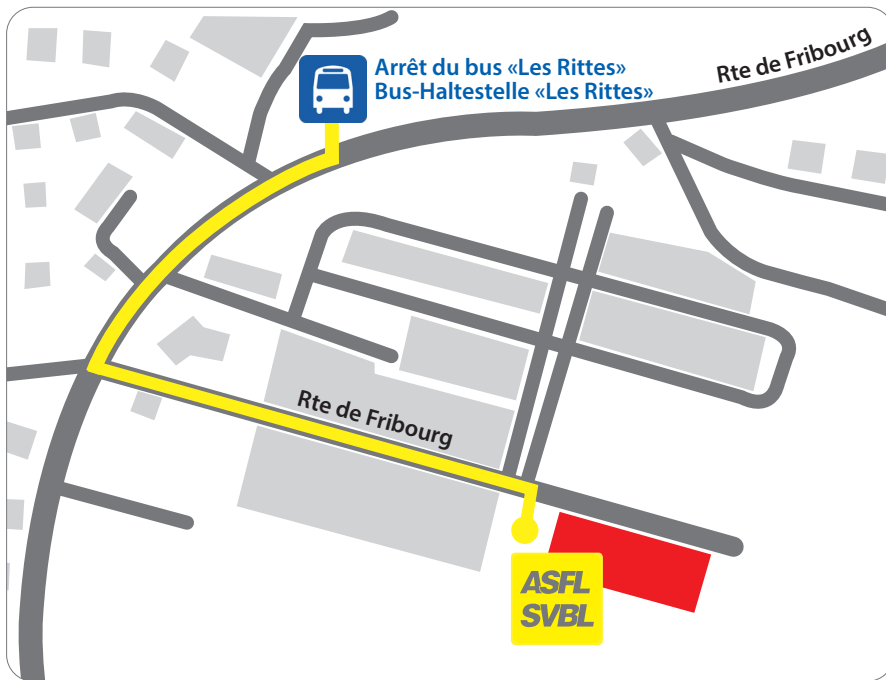 Rte de Fribourg
Arrêt du bus «Les Rittes»
Bus-Haltestelle «Les Rittes»
Rte de Fribourg
ASFL
SVBL